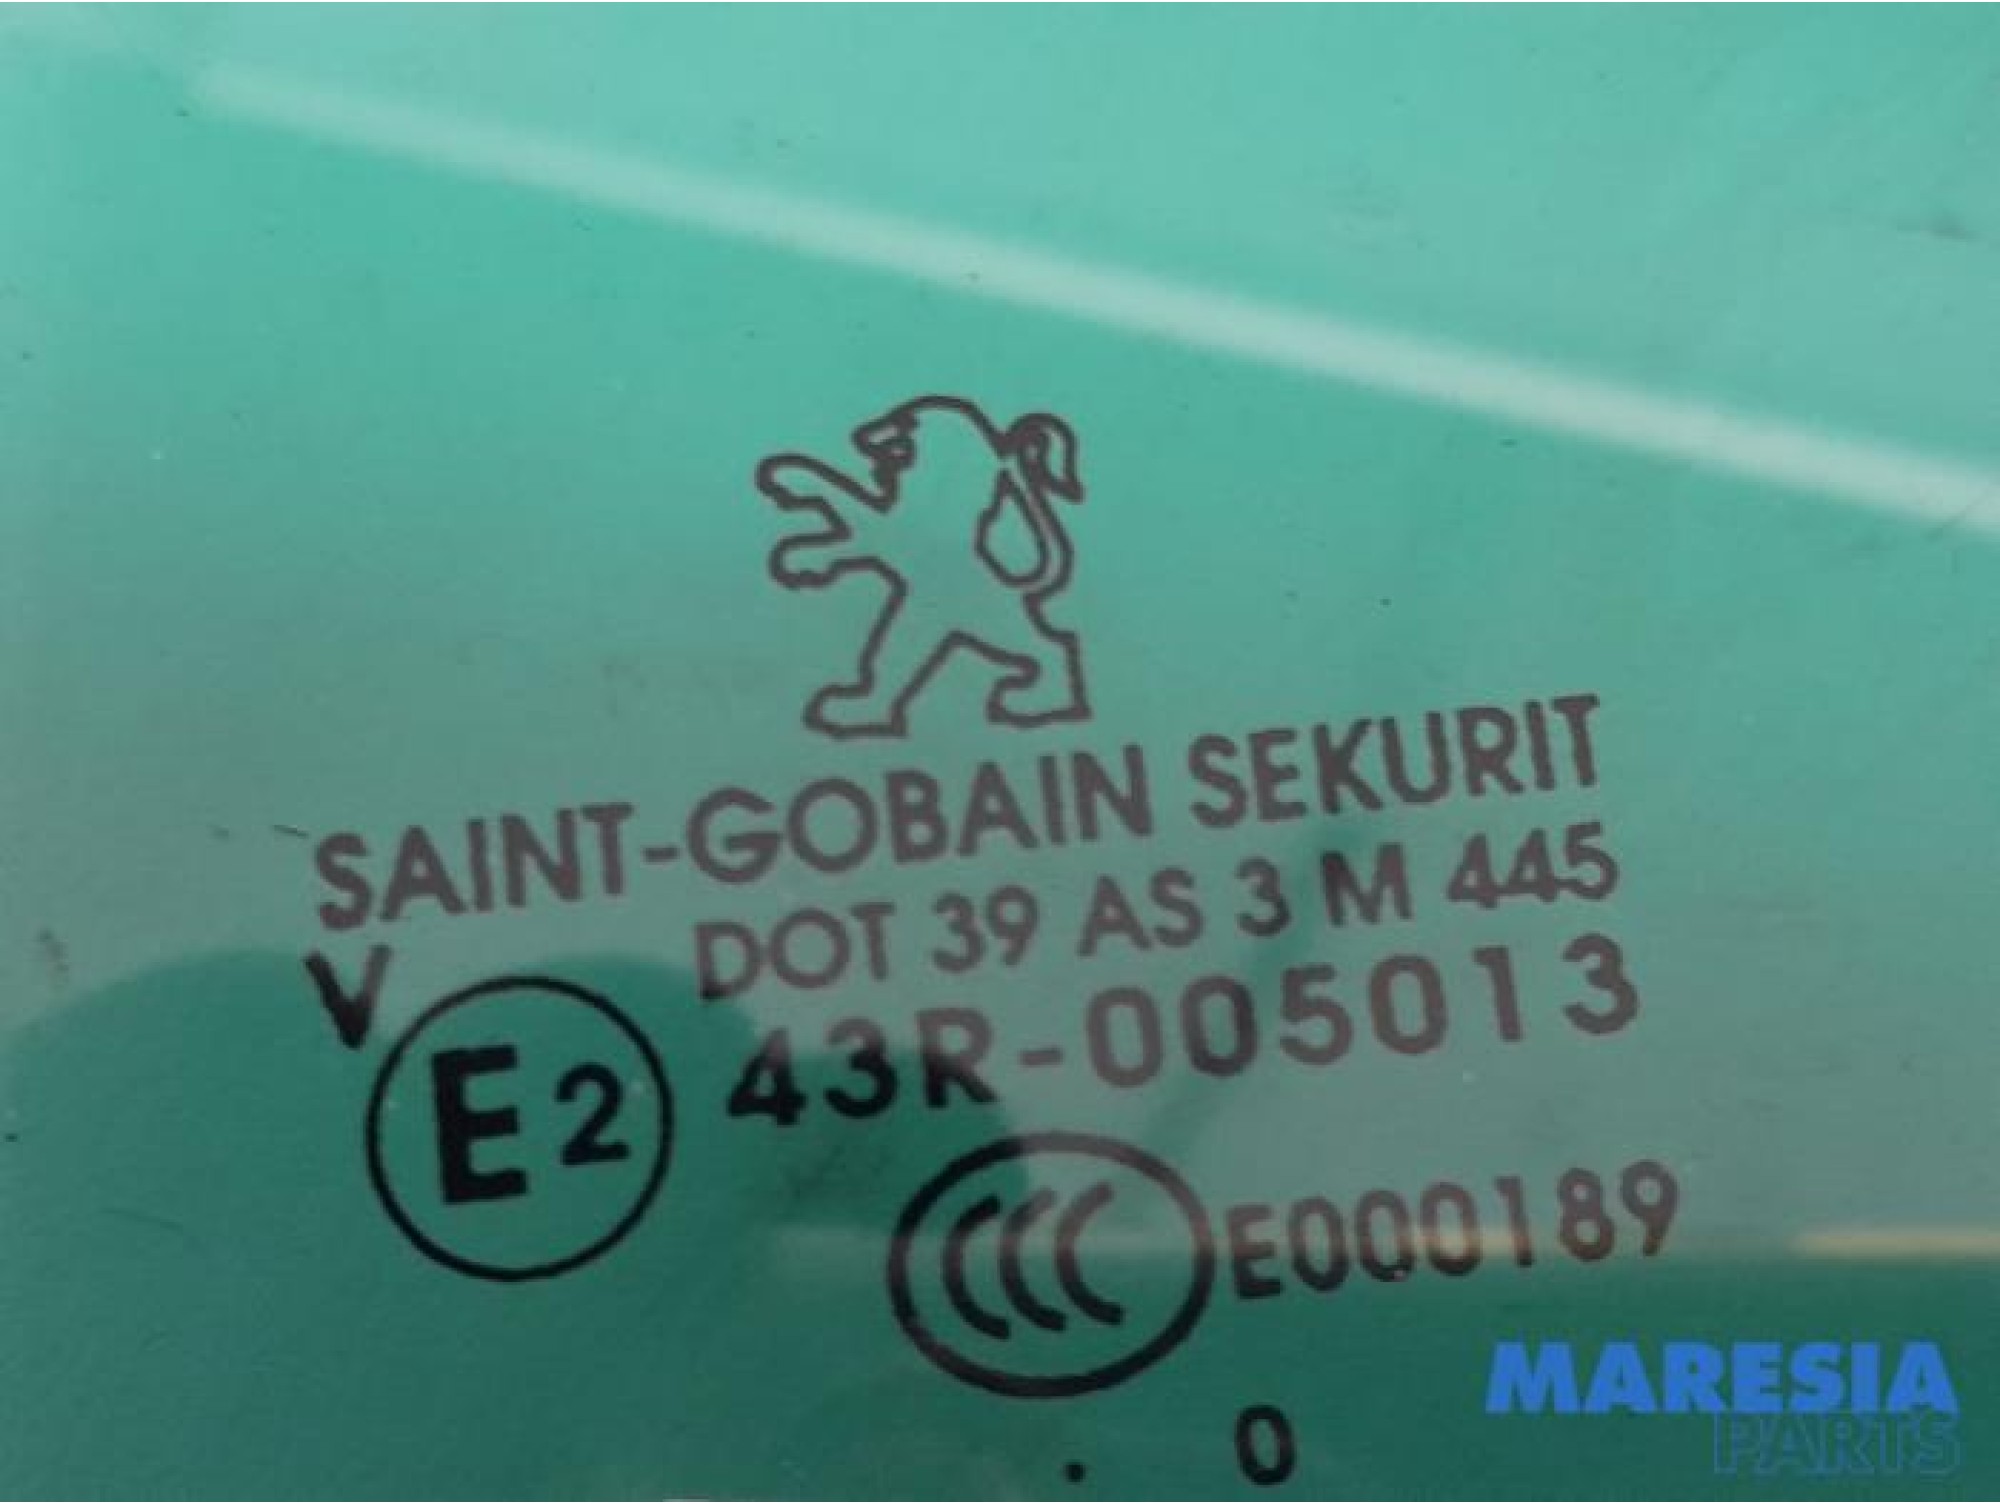 SAINT-GOBAIN SEKURIT
DOT 39 AS 3 M 445
V
E2 43R-005013
CCC E000189
. 0
MARESIA
PARTS